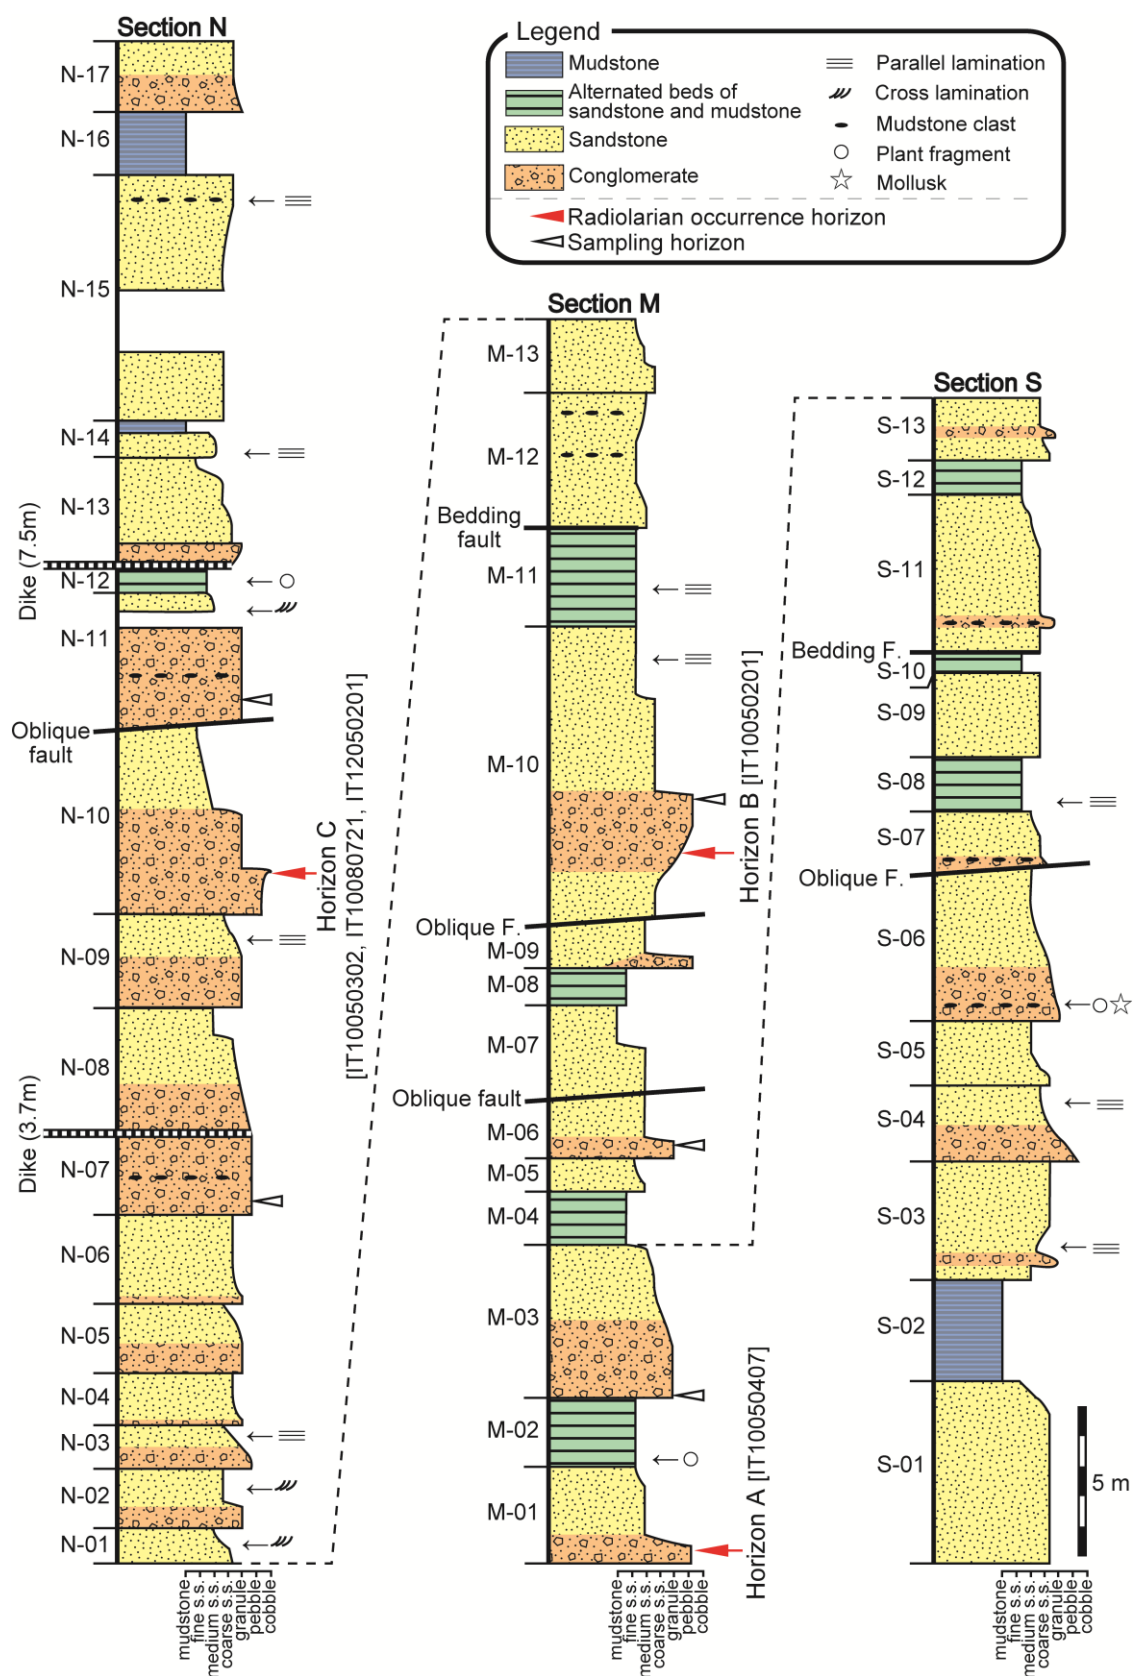 Section N
N-17
N-16
N-15
N-14
N-13
Dike (7.5m)
N-12
N-11
Oblique
fault
N-10
N-09
N-08
Dike (3.7m)
N-07
N-06
N-05
N-04
N-03
N-02
N-01
mudstone
fine s.s.
medium s.s.
coarse s.s.
granule
pebble
cobble
Horizon C
[IT10050302, IT10080721, IT12050201]
Legend
Mudstone
Alternated beds of
sandstone and mudstone
Sandstone
Conglomerate
Parallel lamination
Cross lamination
Mudstone clast
Plant fragment
Mollusk
Radiolarian occurrence horizon
Sampling horizon
Section M
M-13
M-12
Bedding
fault
M-11
M-10
Oblique F.
M-09
M-08
M-07
Oblique fault
M-06
M-05
M-04
M-03
M-02
M-01
Horizon B [IT10050201]
Horizon A [IT10050407]
mudstone
fine s.s.
medium s.s.
coarse s.s.
granule
pebble
cobble
Section S
S-13
S-12
S-11
Bedding F.
S-10
S-09
S-08
S-07
Oblique F.
S-06
S-05
S-04
S-03
S-02
S-01
5 m
mudstone
fine s.s.
medium s.s.
coarse s.s.
granule
pebble
cobble